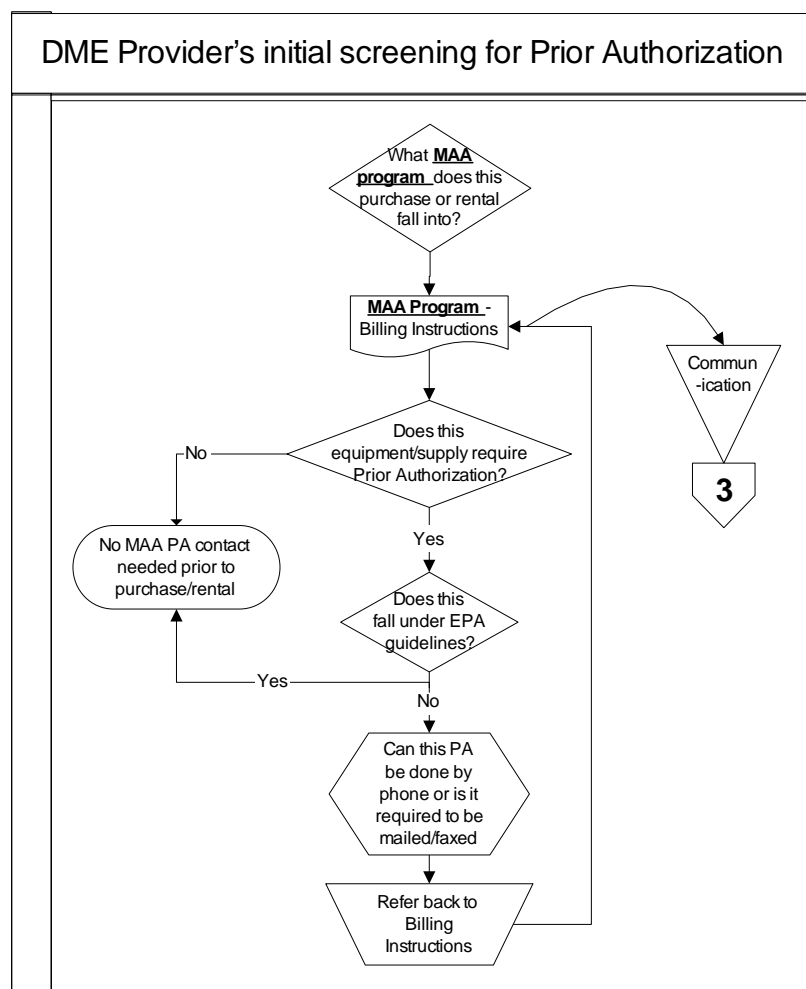 DME Provider's initial screening for Prior Authorization
What MAA
program does this
purchase or rental
fall into?
MAA Program -
Billing Instructions
Commun
-ication
3
Does this
equipment/supply require
Prior Authorization?
No
Yes
No MAA PA contact
needed prior to
purchase/rental
Does this
fall under EPA
guidelines?
Yes
No
Can this PA
be done by
phone or is it
required to be
mailed/faxed
Refer back to
Billing
Instructions